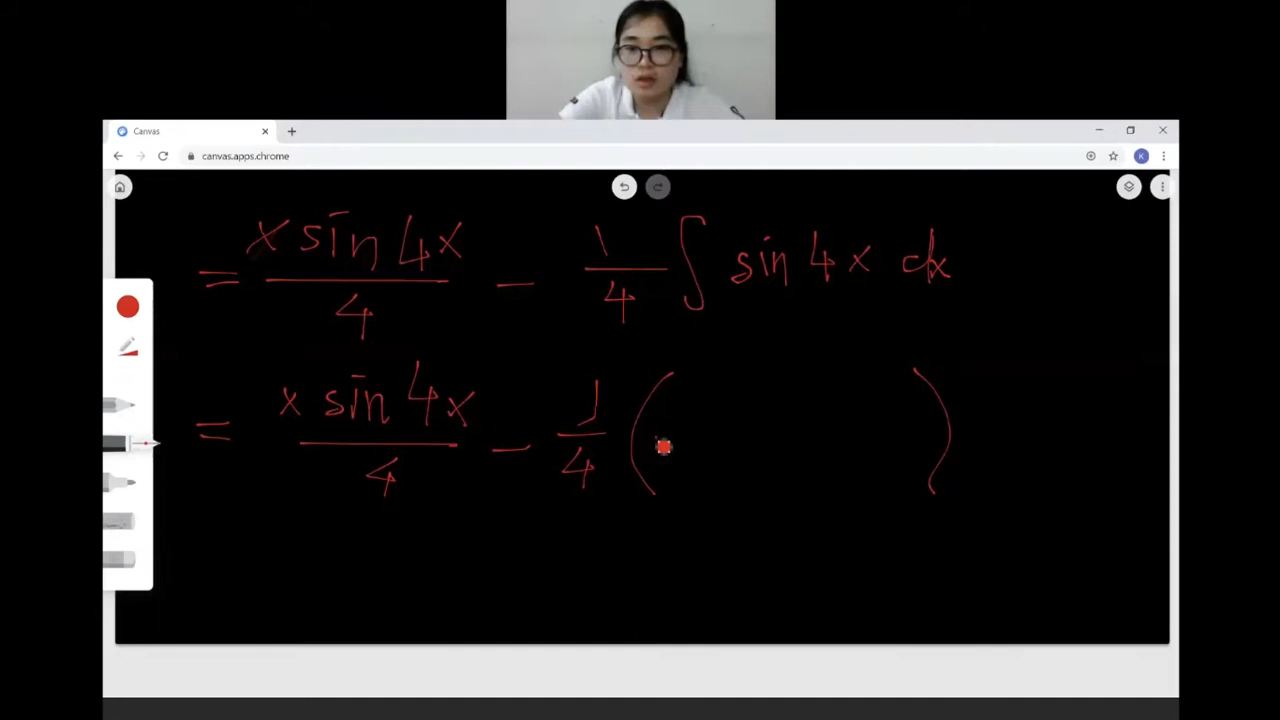 Canvas
canvas.apps.chrome
K
= x sin 4x / 4 − 1/4 ∫ sin 4x dx
= x sin 4x / 4 − 1/4 ( )